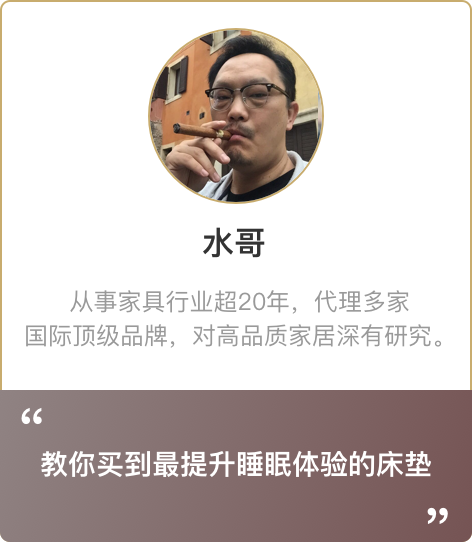 水哥
从事家具行业超20年，代理多家
国际顶级品牌，对高品质家居深有研究。
“
教你买到最提升睡眠体验的床垫
”